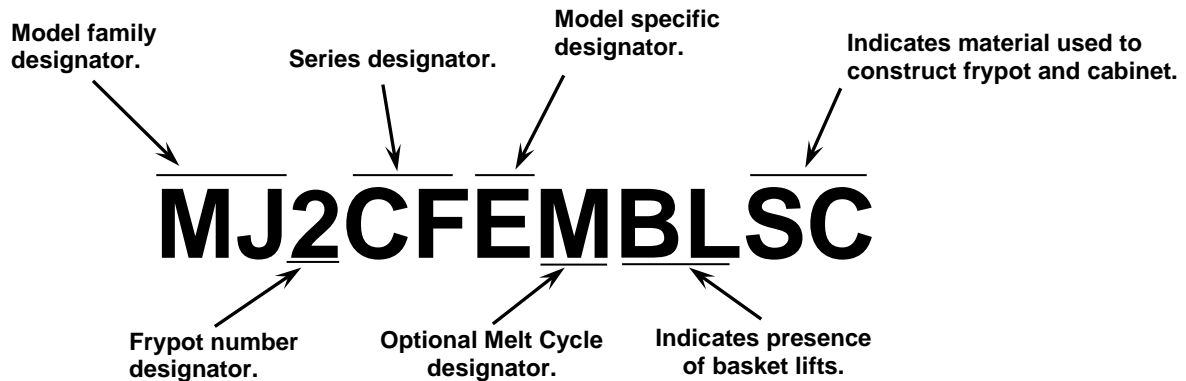 Model family
designator.
Series designator.
Model specific
designator.
Indicates material used to
construct frypot and cabinet.
MJ2CFEMBLSC
Frypot number
designator.
Optional Melt Cycle
designator.
Indicates presence
of basket lifts.